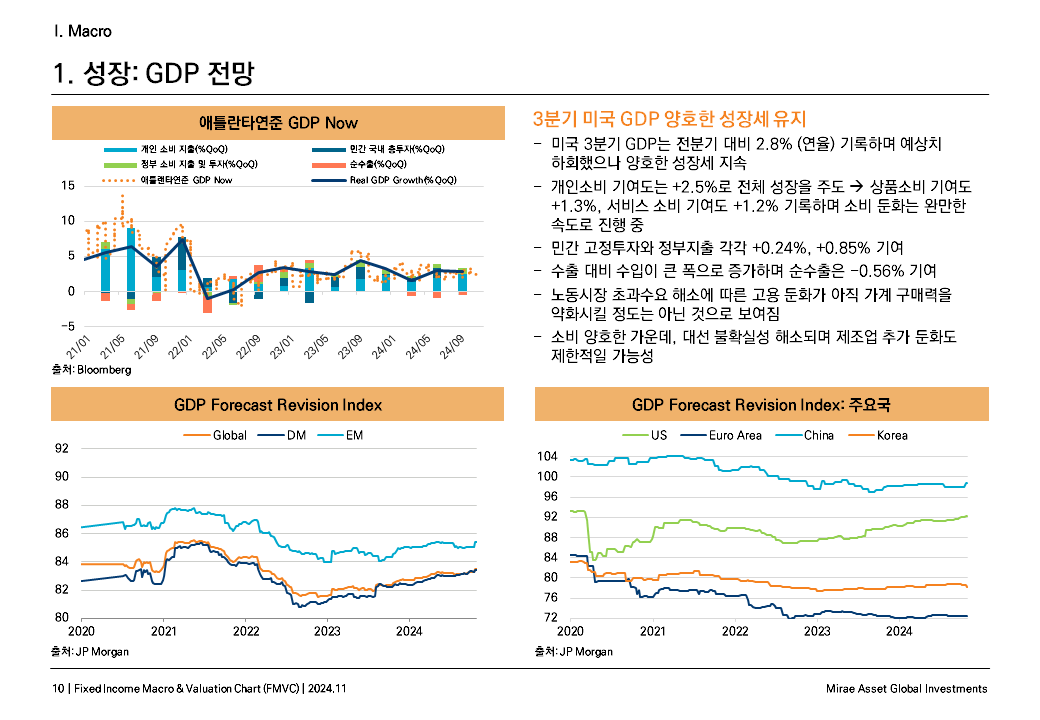 I. Macro
1. 성장: GDP 전망
애틀란타연준 GDP Now
개인 소비 지출(%QoQ)
민간 국내 총투자(%QoQ)
정부 소비 지출 및 투자(%QoQ)
순수출(%QoQ)
애틀란타연준 GDP Now
Real GDP Growth(%QoQ)
15
10
5
0
-5
21/01
21/05
21/09
22/01
22/05
22/09
23/01
23/05
23/09
24/01
24/05
24/09
출처: Bloomberg
3분기 미국 GDP 양호한 성장세 유지
– 미국 3분기 GDP는 전분기 대비 2.8% (연율) 기록하며 예상치
하회했으나 양호한 성장세 지속
– 개인소비 기여도는 +2.5%로 전체 성장을 주도 → 상품소비 기여도
+1.3%, 서비스 소비 기여도 +1.2% 기록하며 소비 둔화는 완만한
속도로 진행 중
– 민간 고정투자와 정부지출 각각 +0.24%, +0.85% 기여
– 수출 대비 수입이 큰 폭으로 증가하며 순수출은 -0.56% 기여
– 노동시장 초과수요 해소에 따른 고용 둔화가 아직 가계 구매력을
약화시킬 정도는 아닌 것으로 보여짐
– 소비 양호한 가운데, 대선 불확실성 해소되며 제조업 추가 둔화도
제한적일 가능성
GDP Forecast Revision Index
Global DM EM
92
90
88
86
84
82
80
2020 2021 2022 2023 2024
출처: JP Morgan
GDP Forecast Revision Index: 주요국
US Euro Area China Korea
104
100
96
92
88
84
80
76
72
2020 2021 2022 2023 2024
출처: JP Morgan
10 | Fixed Income Macro & Valuation Chart (FMVC) | 2024.11
Mirae Asset Global Investments